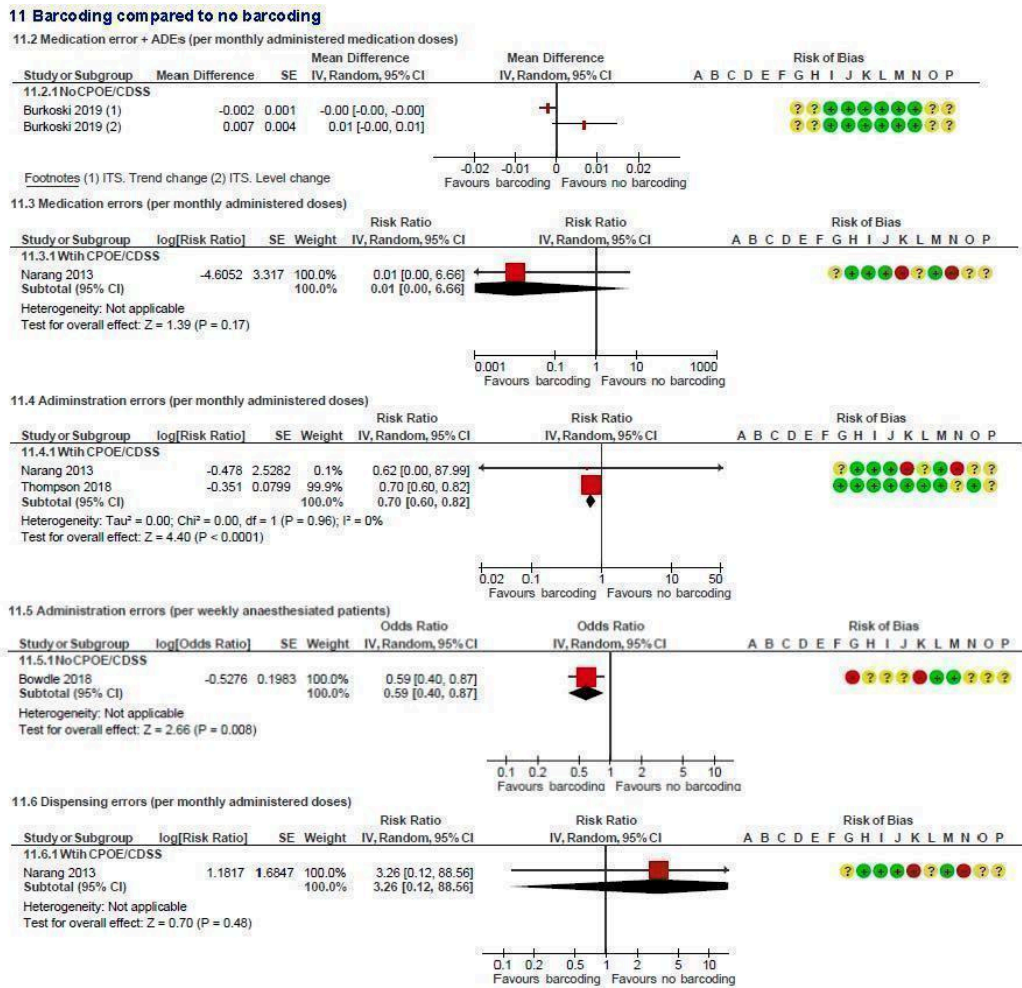 11 Barcoding compared to no barcoding
11.2 Medication error + ADEs (per monthly administered medication doses)
Mean Difference Mean Difference Risk of Bias
Study or Subgroup Mean Difference SE IV, Random, 95% CI IV, Random, 95% CI A B C D E F G H I J K L M N O P
11.2.1 No CPOE/CDSS
Burkoski 2019 (1) -0.002 0.001 -0.00 [-0.00, -0.00] ? ? + + + + + + ? ?
Burkoski 2019 (2) 0.007 0.004 0.01 [-0.00, 0.01] ? ? + + + + + + ? ?
-0.02 -0.01 0 0.01 0.02
Favours barcoding Favours no barcoding
Footnotes (1) ITS. Trend change (2) ITS. Level change
11.3 Medication errors (per monthly administered doses)
Risk Ratio Risk Ratio Risk of Bias
Study or Subgroup log[Risk Ratio] SE Weight IV, Random, 95% CI IV, Random, 95% CI A B C D E F G H I J K L M N O P
11.3.1 Wtih CPOE/CDSS
Narang 2013 -4.6052 3.317 100.0% 0.01 [0.00, 6.66] ? + + + - ? + - ? ?
Subtotal (95% CI) 100.0% 0.01 [0.00, 6.66]
Heterogeneity: Not applicable
Test for overall effect: Z = 1.39 (P = 0.17)
0.001 0.1 1 10 1000
Favours barcoding Favours no barcoding
11.4 Adiminstration errors (per monthly administered doses)
Risk Ratio Risk Ratio Risk of Bias
Study or Subgroup log[Risk Ratio] SE Weight IV, Random, 95% CI IV, Random, 95% CI A B C D E F G H I J K L M N O P
11.4.1 Wtih CPOE/CDSS
Narang 2013 -0.478 2.5282 0.1% 0.62 [0.00, 87.99] ? + + + - ? + - ? ?
Thompson 2018 -0.351 0.0799 99.9% 0.70 [0.60, 0.82] + + + + + + + ? + ?
Subtotal (95% CI) 100.0% 0.70 [0.60, 0.82]
Heterogeneity: Tau² = 0.00; Chi² = 0.00, df = 1 (P = 0.96); I² = 0%
Test for overall effect: Z = 4.40 (P < 0.0001)
0.02 0.1 1 10 50
Favours barcoding Favours no barcoding
11.5 Administration errors (per weekly anaesthesiated patients)
Odds Ratio Odds Ratio Risk of Bias
Study or Subgroup log[Odds Ratio] SE Weight IV, Random, 95% CI IV, Random, 95% CI A B C D E F G H I J K L M N O P
11.5.1 No CPOE/CDSS
Bowdle 2018 -0.5276 0.1983 100.0% 0.59 [0.40, 0.87] - ? ? ? - + + ? ? ?
Subtotal (95% CI) 100.0% 0.59 [0.40, 0.87]
Heterogeneity: Not applicable
Test for overall effect: Z = 2.66 (P = 0.008)
0.1 0.2 0.5 1 2 5 10
Favours barcoding Favours no barcoding
11.6 Dispensing errors (per monthly administered doses)
Risk Ratio Risk Ratio Risk of Bias
Study or Subgroup log[Risk Ratio] SE Weight IV, Random, 95% CI IV, Random, 95% CI A B C D E F G H I J K L M N O P
11.6.1 Wtih CPOE/CDSS
Narang 2013 1.1817 1.6847 100.0% 3.26 [0.12, 88.56] ? + + + - ? + - ? ?
Subtotal (95% CI) 100.0% 3.26 [0.12, 88.56]
Heterogeneity: Not applicable
Test for overall effect: Z = 0.70 (P = 0.48)
0.1 0.2 0.5 1 2 5 10
Favours barcoding Favours no barcoding